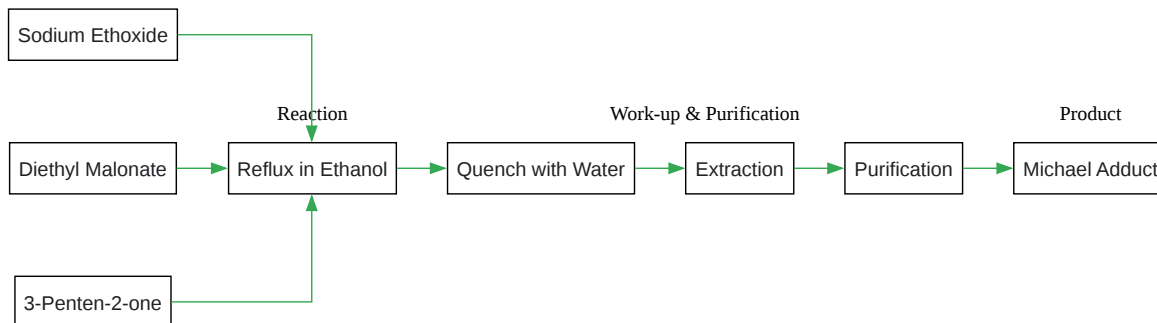 Sodium Ethoxide
Reaction
Work-up & Purification
Product
Diethyl Malonate
Reflux in Ethanol
Quench with Water
Extraction
Purification
Michael Adduct
3-Penten-2-one